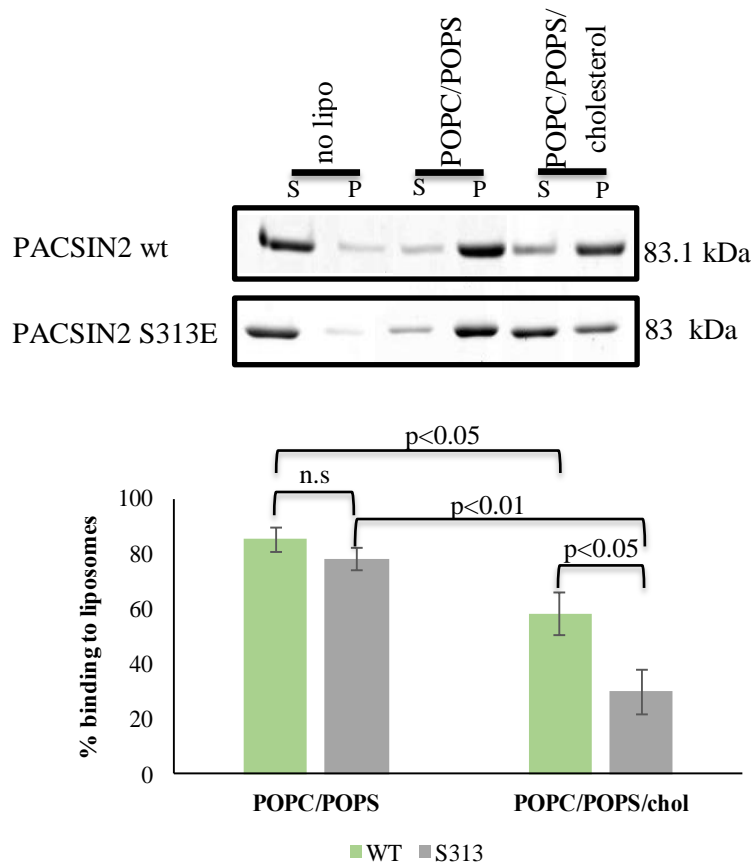 no lipo
POPC/POPS
POPC/POPS/
cholesterol
S P S P S P
PACSIN2 wt
83.1 kDa
PACSIN2 S313E
83 kDa
p<0.05
n.s
p<0.01
p<0.05
% binding to liposomes
100
80
60
40
20
0
POPC/POPS
POPC/POPS/chol
WT S313